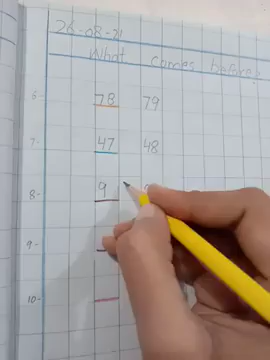 26-08-21
What comes before?
6- 78 79
7- 47 48
8- 9
9-
10-